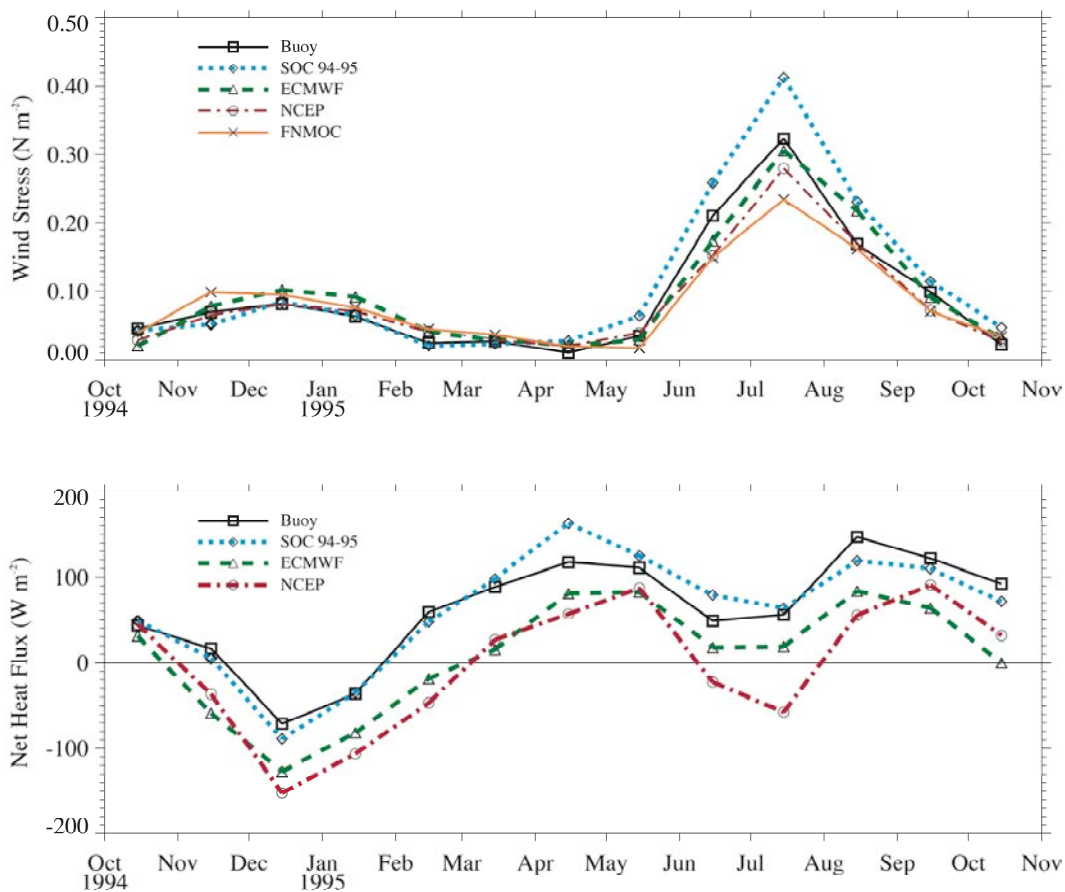 0.50
0.40
0.30
0.20
0.10
0.00
Wind Stress (N m⁻²)
Buoy
SOC 94-95
ECMWF
NCEP
FNMOC
Oct Nov Dec Jan Feb Mar Apr May Jun Jul Aug Sep Oct Nov
1994 1995
200
100
0
-100
-200
Net Heat Flux (W m⁻²)
Buoy
SOC 94-95
ECMWF
NCEP
Oct Nov Dec Jan Feb Mar Apr May Jun Jul Aug Sep Oct Nov
1994 1995